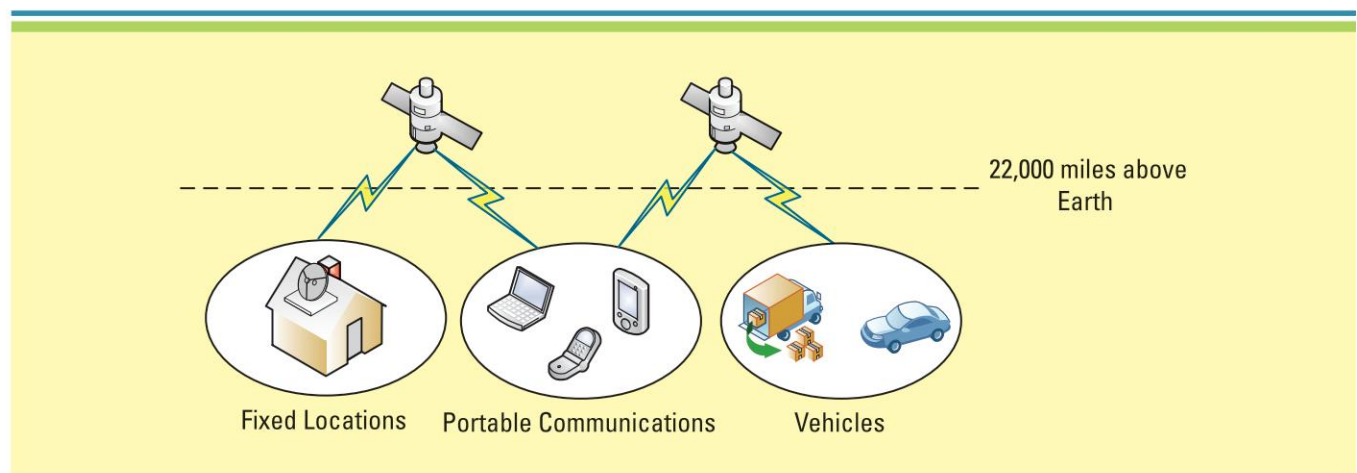 22,000 miles above
Earth
Fixed Locations
Portable Communications
Vehicles